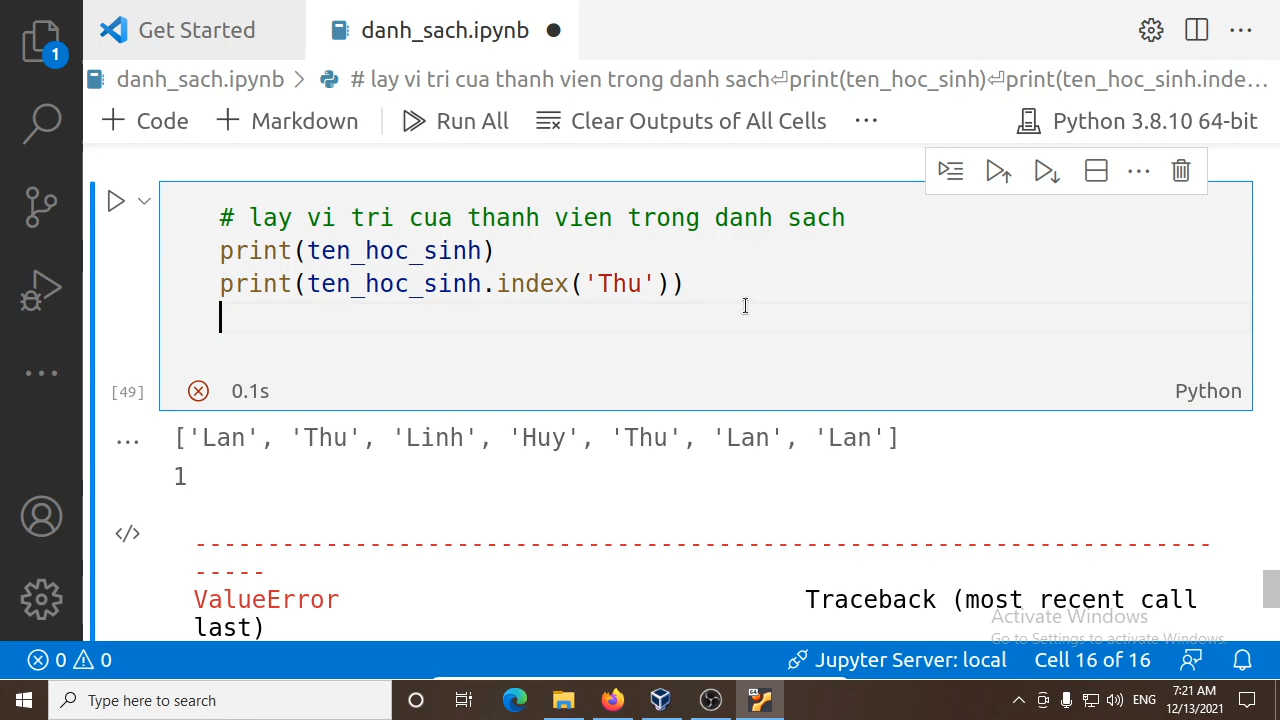 Get Started
danh_sach.ipynb
1
danh_sach.ipynb > # lay vi tri cua thanh vien trong danh sach⏎print(ten_hoc_sinh)⏎print(ten_hoc_sinh.inde…
Code
Markdown
Run All
Clear Outputs of All Cells
Python 3.8.10 64-bit
# lay vi tri cua thanh vien trong danh sach
print(ten_hoc_sinh)
print(ten_hoc_sinh.index('Thu'))
[49]
0.1s
Python
['Lan', 'Thu', 'Linh', 'Huy', 'Thu', 'Lan', 'Lan']
1
---------------------------------------------------------------------------
ValueError Traceback (most recent call
last)
Activate Windows
Go to Settings to activate Windows.
0 0
Jupyter Server: local
Cell 16 of 16
Type here to search
64
ENG
7:21 AM
12/13/2021